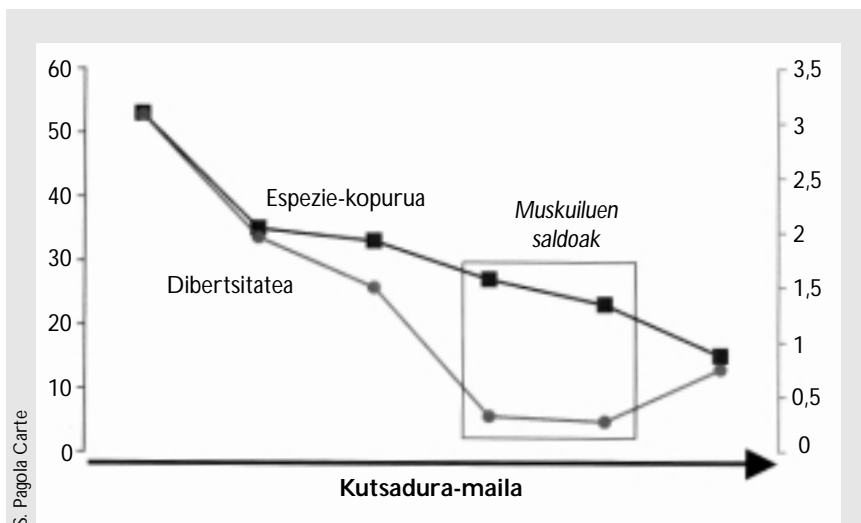 60
50
40
30
20
10
0
3,5
3
2,5
2
1,5
1
0,5
0
Espezie-kopurua
Muskuiluen
saldoak
Dibertsitatea
Kutsadura-maila
S. Pagola Carte